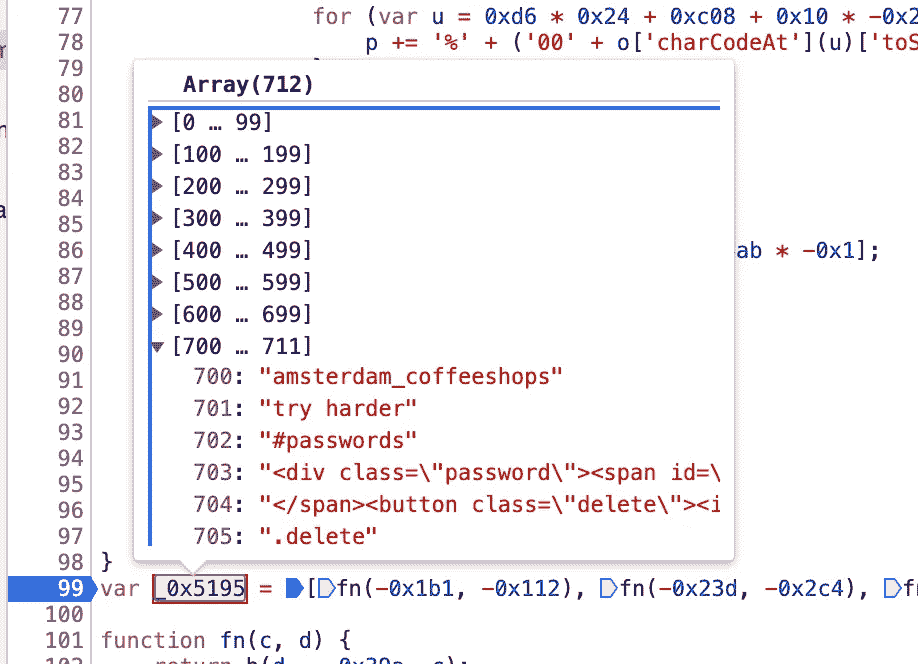 77 for (var u = 0xd6 * 0x24 + 0xc08 + 0x10 * -0x2
78 p += '%' + ('00' + o['charCodeAt'](u)['toS
79
80 Array(712)
81 [0 … 99]
82 [100 … 199]
83 [200 … 299]
84 [300 … 399]
85
86 [400 … 499] ab * -0x1];
87 [500 … 599]
88
89 [600 … 699]
90 [700 … 711]
91 700: "amsterdam_coffeeshops"
92 701: "try harder"
93 702: "#passwords"
94
95 703: "<div class=\"password\"><span id=\
96 704: "</span><button class=\"delete\"><i
97 705: ".delete"
98 }
99 var _0x5195 = [fn(-0x1b1, -0x112), fn(-0x23d, -0x2c4), fn
100
101 function fn(c, d) {